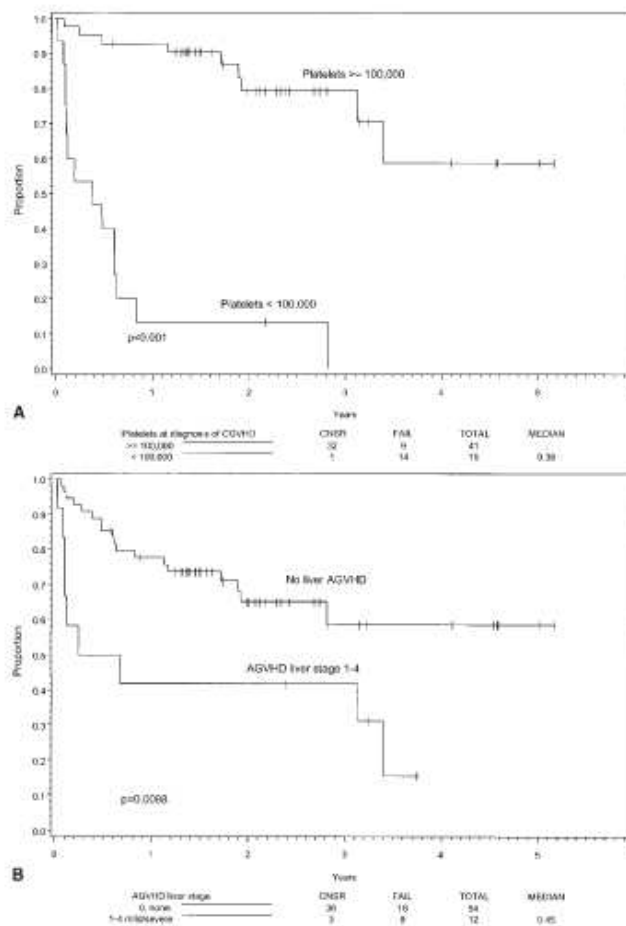 1.0
0.9
0.8
0.7
0.6
0.5
0.4
0.3
0.2
0.1
0.0
Proportion
Platelets >= 100,000
Platelets < 100,000
p<0.001
0 1 2 3 4 5 6
Years
A
Platelets at diagnosis of CGVHD CNSR FAIL TOTAL MEDIAN
>= 100,000 32 9 41
< 100,000 1 14 15 0.38
1.0
0.9
0.8
0.7
0.6
0.5
0.4
0.3
0.2
0.1
0.0
Proportion
No liver AGVHD
AGVHD liver stage 1-4
p=0.0088
0 1 2 3 4 5
Years
B
AGVHD liver stage CNSR FAIL TOTAL MEDIAN
0, none 54
1-4 mild/severe 3 12 0.45